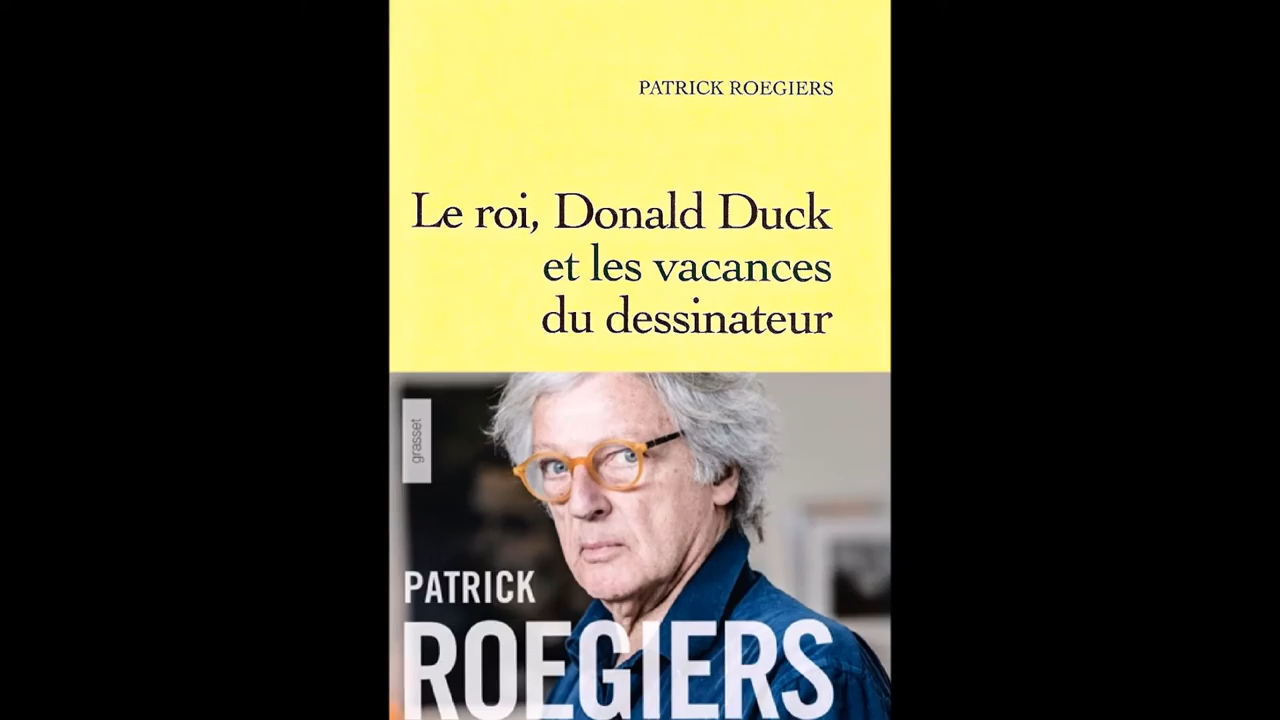 PATRICK ROEGIERS
Le roi, Donald Duck
et les vacances
du dessinateur
grasset
PATRICK
ROEGIERS